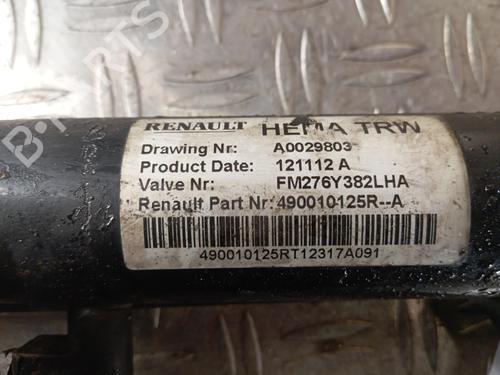 RENAULT HEMA TRW
Drawing Nr: A0029803
Product Date: 121112 A
Valve Nr: FM276Y382LHA
Renault Part Nr: 490010125R--A
490010125RT12317A091